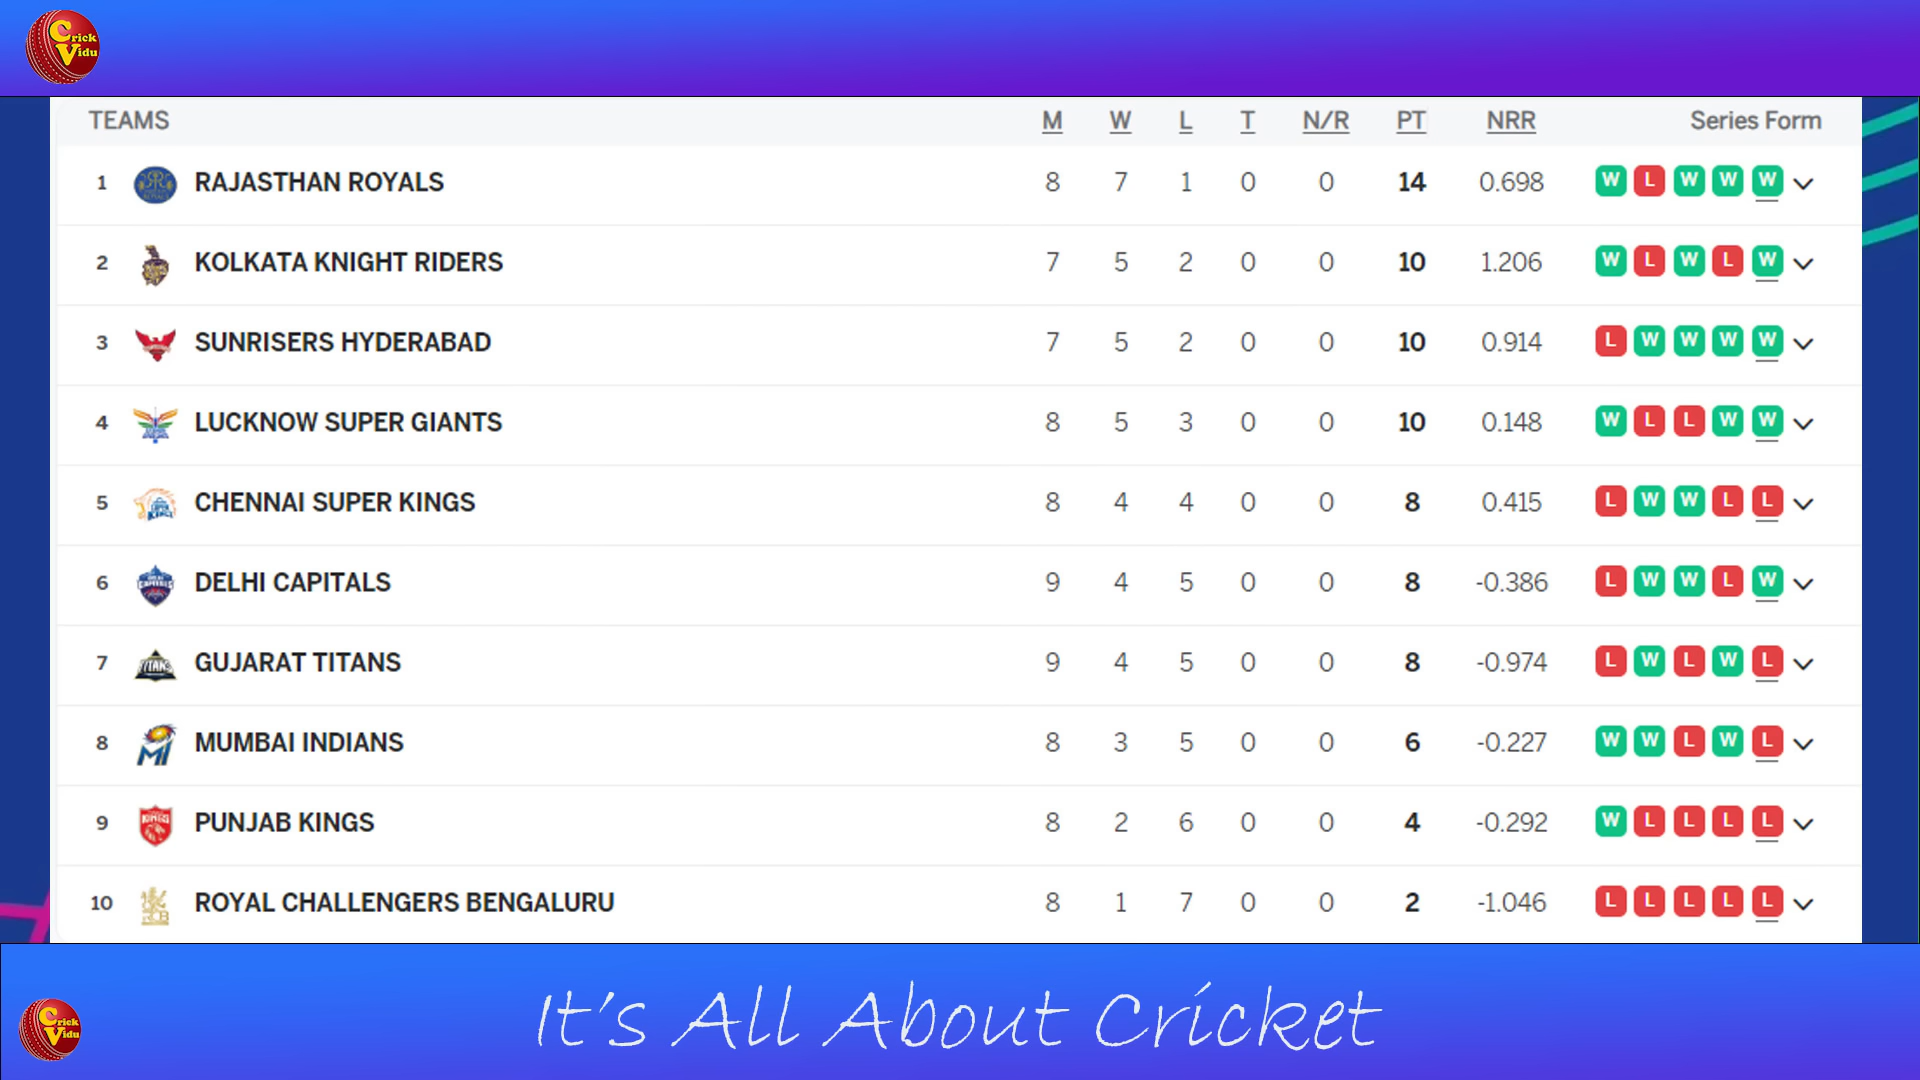 Crick
Vidu
TEAMS M W L T N/R PT NRR Series Form
1 RAJASTHAN ROYALS 8 7 1 0 0 14 0.698 W L W W W
2 KOLKATA KNIGHT RIDERS 7 5 2 0 0 10 1.206 W L W L W
3 SUNRISERS HYDERABAD 7 5 2 0 0 10 0.914 L W W W W
4 LUCKNOW SUPER GIANTS 8 5 3 0 0 10 0.148 W L L W W
5 CHENNAI SUPER KINGS 8 4 4 0 0 8 0.415 L W W L L
6 DELHI CAPITALS 9 4 5 0 0 8 -0.386 L W W L W
7 GUJARAT TITANS 9 4 5 0 0 8 -0.974 L W L W L
8 MUMBAI INDIANS 8 3 5 0 0 6 -0.227 W W L W L
9 PUNJAB KINGS 8 2 6 0 0 4 -0.292 W L L L L
10 ROYAL CHALLENGERS BENGALURU 8 1 7 0 0 2 -1.046 L L L L L
It's All About Cricket
Crick
Vidu